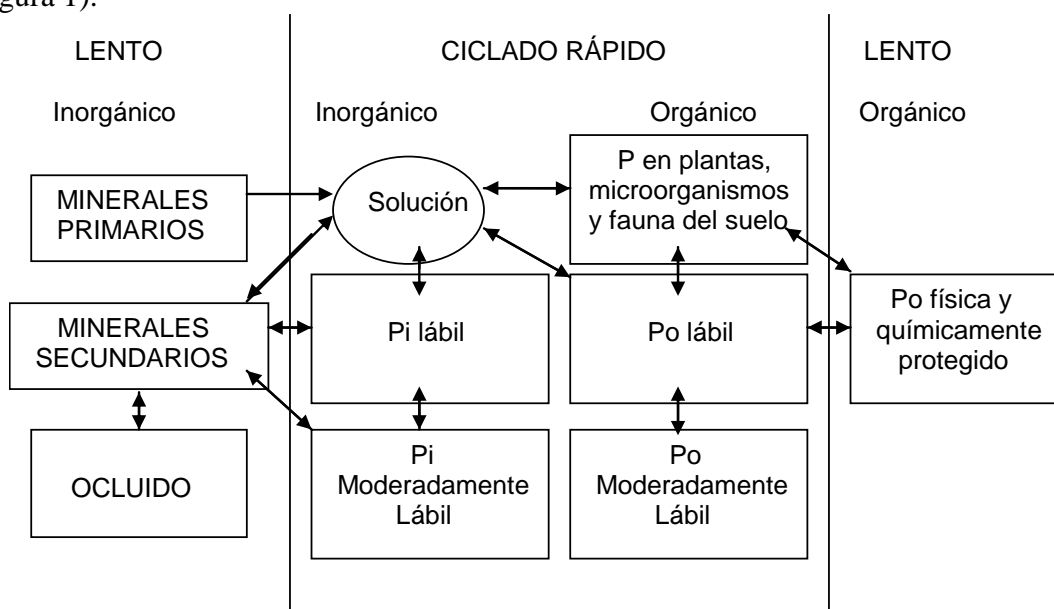 gura 1).
LENTO
CICLADO RÁPIDO
LENTO
Inorgánico
Inorgánico
Orgánico
Orgánico
MINERALES
PRIMARIOS
Solución
P en plantas,
microorganismos
y fauna del suelo
MINERALES
SECUNDARIOS
Pi lábil
Po lábil
Po física y
químicamente
protegido
OCLUIDO
Pi
Moderadamente
Lábil
Po
Moderadamente
Lábil